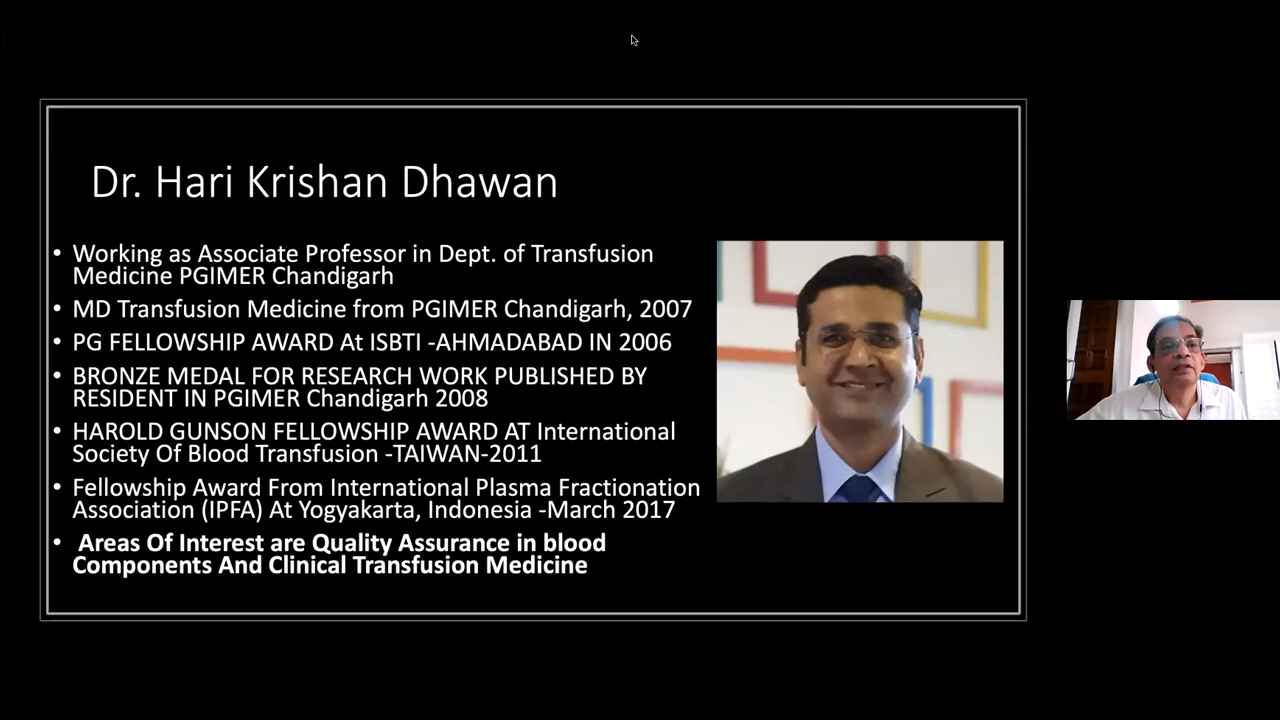 Dr. Hari Krishan Dhawan
• Working as Associate Professor in Dept. of Transfusion
Medicine PGIMER Chandigarh
• MD Transfusion Medicine from PGIMER Chandigarh, 2007
• PG FELLOWSHIP AWARD At ISBTI -AHMADABAD IN 2006
• BRONZE MEDAL FOR RESEARCH WORK PUBLISHED BY
RESIDENT IN PGIMER Chandigarh 2008
• HAROLD GUNSON FELLOWSHIP AWARD AT International
Society Of Blood Transfusion -TAIWAN-2011
• Fellowship Award From International Plasma Fractionation
Association (IPFA) At Yogyakarta, Indonesia -March 2017
• Areas Of Interest are Quality Assurance in blood
Components And Clinical Transfusion Medicine